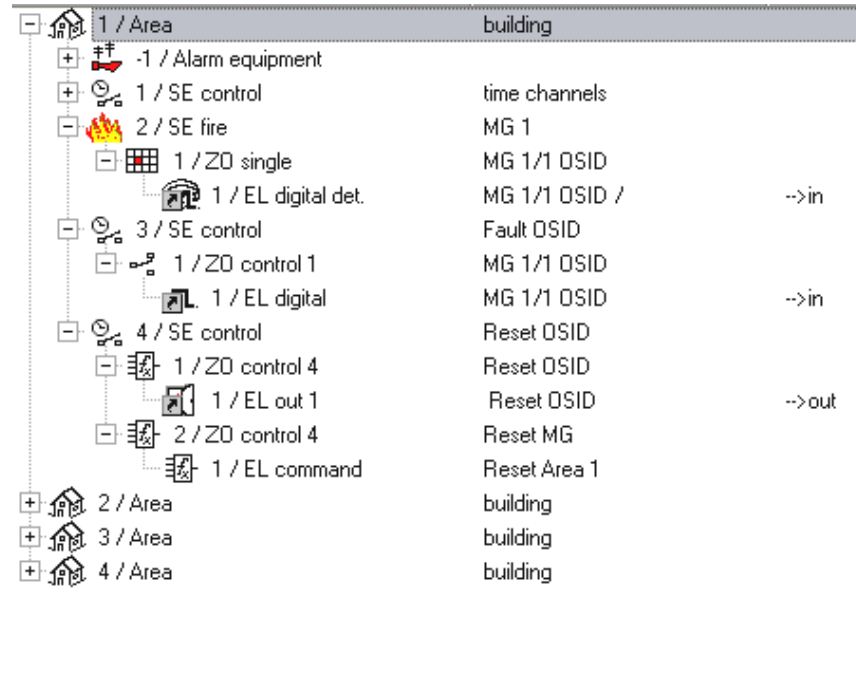 1 / Area building
-1 / Alarm equipment
1 / SE control time channels
2 / SE fire MG 1
1 / ZO single MG 1/1 OSID
1 / EL digital det. MG 1/1 OSID / -->in
3 / SE control Fault OSID
1 / ZO control 1 MG 1/1 OSID
1 / EL digital MG 1/1 OSID -->in
4 / SE control Reset OSID
1 / ZO control 4 Reset OSID
1 / EL out 1 Reset OSID -->out
2 / ZO control 4 Reset MG
1 / EL command Reset Area 1
2 / Area building
3 / Area building
4 / Area building